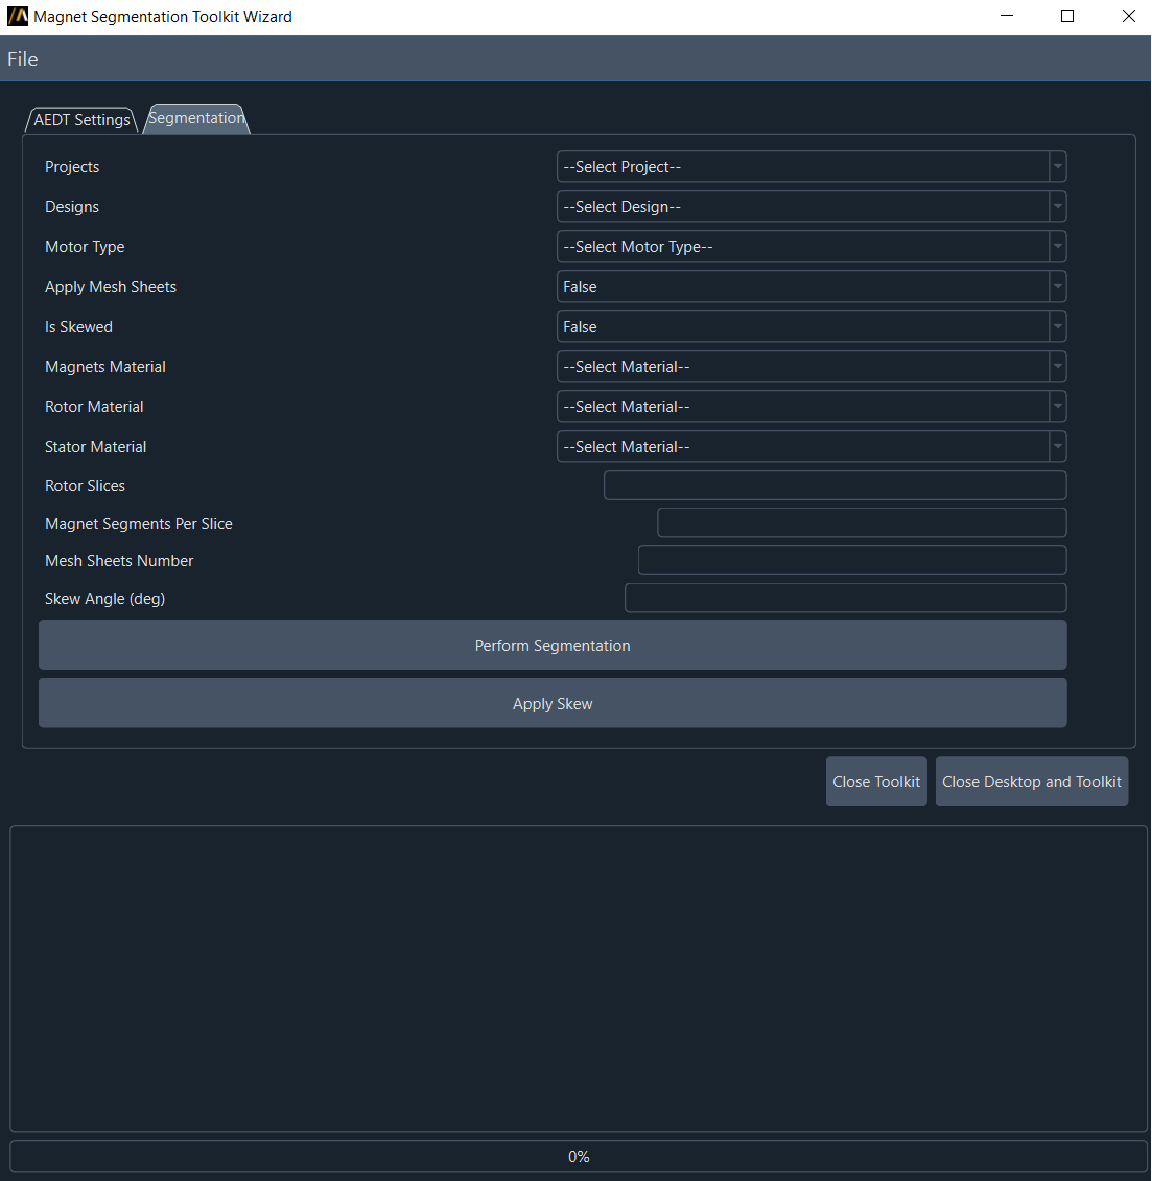 Magnet Segmentation Toolkit Wizard
File
AEDT Settings
Segmentation
Projects
--Select Project--
Designs
--Select Design--
Motor Type
--Select Motor Type--
Apply Mesh Sheets
False
Is Skewed
False
Magnets Material
--Select Material--
Rotor Material
--Select Material--
Stator Material
--Select Material--
Rotor Slices
Magnet Segments Per Slice
Mesh Sheets Number
Skew Angle (deg)
Perform Segmentation
Apply Skew
Close Toolkit
Close Desktop and Toolkit
0%